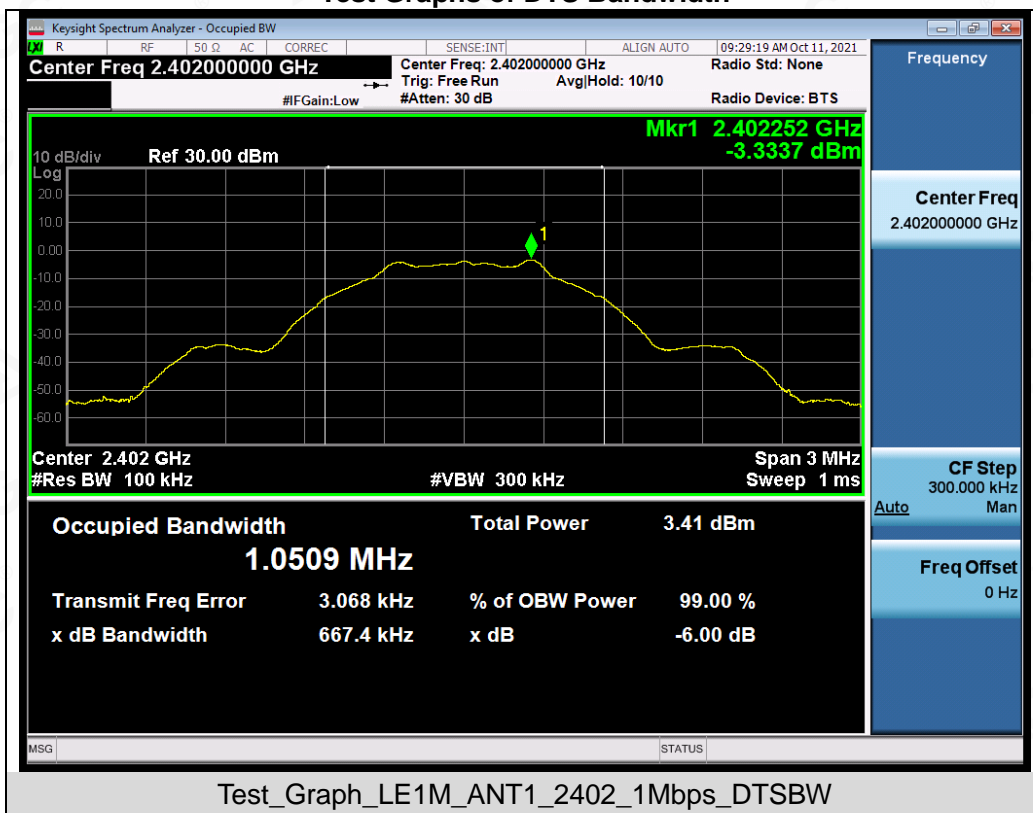 Test Graphs of DTS Bandwidth
Keysight Spectrum Analyzer - Occupied BW
LXI R RF 50 Ω AC CORREC SENSE:INT ALIGN AUTO 09:29:19 AM Oct 11, 2021
Center Freq 2.402000000 GHz
Center Freq: 2.402000000 GHz
Radio Std: None
Trig: Free Run Avg|Hold: 10/10
#IFGain:Low #Atten: 30 dB
Radio Device: BTS
Mkr1 2.402252 GHz
-3.3337 dBm
10 dB/div Ref 30.00 dBm
Log
20.0
10.0
0.00
-10.0
-20.0
-30.0
-40.0
-50.0
-60.0
1
Center 2.402 GHz Span 3 MHz
#Res BW 100 kHz #VBW 300 kHz Sweep 1 ms
Occupied Bandwidth Total Power 3.41 dBm
1.0509 MHz
Transmit Freq Error 3.068 kHz % of OBW Power 99.00 %
x dB Bandwidth 667.4 kHz x dB -6.00 dB
Frequency
Center Freq
2.402000000 GHz
CF Step
300.000 kHz
Auto Man
Freq Offset
0 Hz
MSG STATUS
Test_Graph_LE1M_ANT1_2402_1Mbps_DTSBW